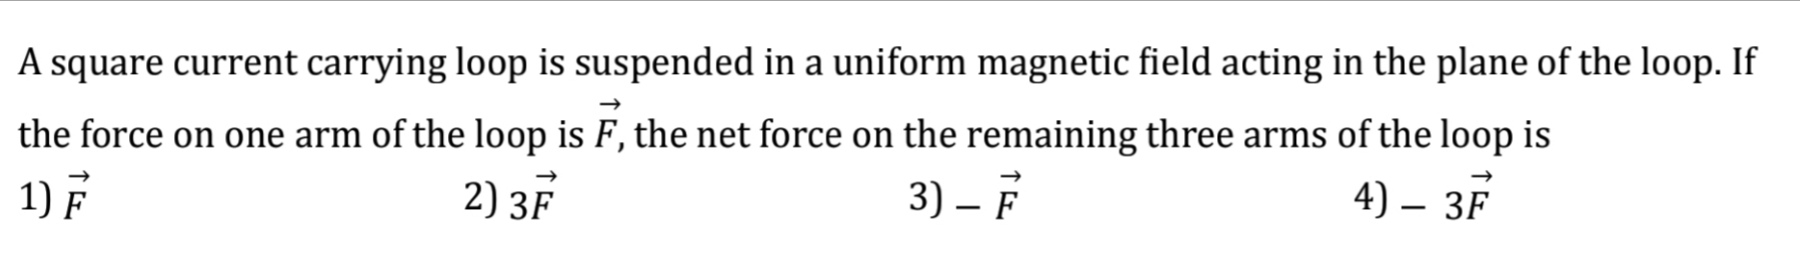 A square current carrying loop is suspended in a uniform magnetic field acting in the plane of the loop. If
the force on one arm of the loop is $\vec{F}$, the net force on the remaining three arms of the loop is
1) $\vec{F}$ 2) $3\vec{F}$ 3) – $\vec{F}$ 4) – $3\vec{F}$